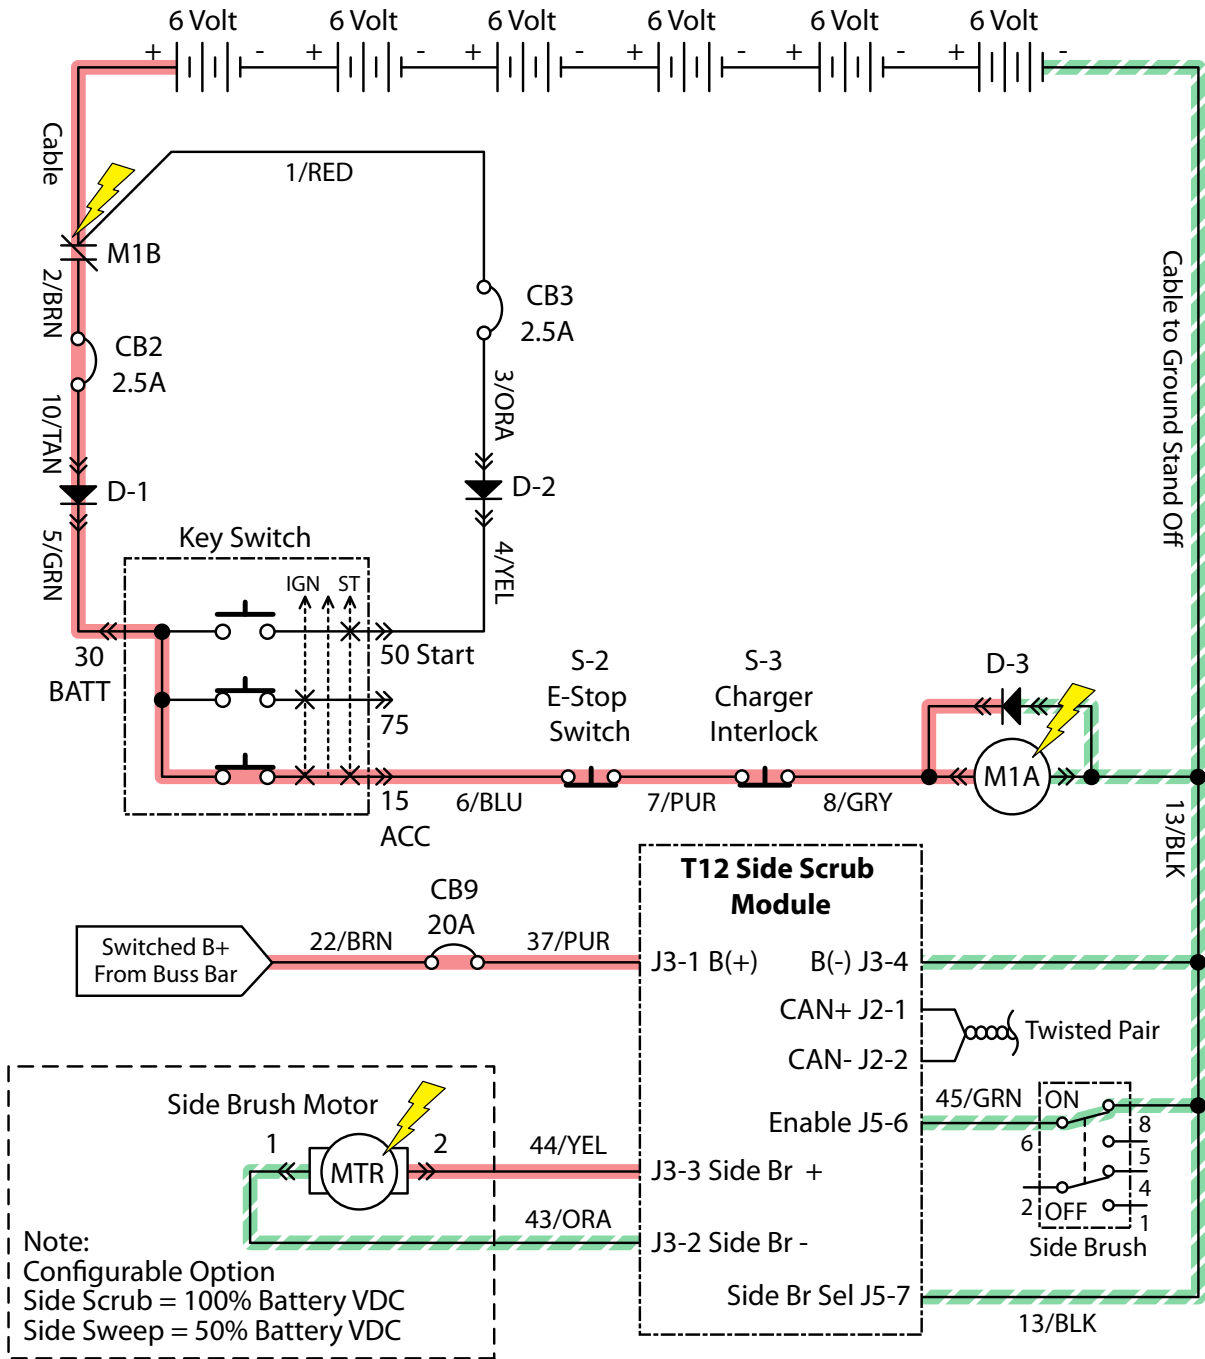 6 Volt 6 Volt 6 Volt 6 Volt 6 Volt 6 Volt
+ - + - + - + - + - + -
Cable
1/RED
M1B
2/BRN
CB2
2.5A
CB3
2.5A
Cable to Ground Stand Off
10/TAN
3/ORA
D-1
D-2
5/GRN
4/YEL
Key Switch
IGN ST
30
BATT
50 Start
75
15
ACC
S-2
E-Stop
Switch
S-3
Charger
Interlock
D-3
M1A
6/BLU
7/PUR
8/GRY
13/BLK
T12 Side Scrub
Module
CB9
20A
Switched B+
From Buss Bar
22/BRN
37/PUR
J3-1 B(+)
B(-) J3-4
CAN+ J2-1
CAN- J2-2
Twisted Pair
Enable J5-6
45/GRN
ON
8
6
5
4
2
OFF
1
Side Brush
Side Brush Motor
1
MTR
2
44/YEL
J3-3 Side Br +
43/ORA
J3-2 Side Br -
Side Br Sel J5-7
13/BLK
Note:
Configurable Option
Side Scrub = 100% Battery VDC
Side Sweep = 50% Battery VDC